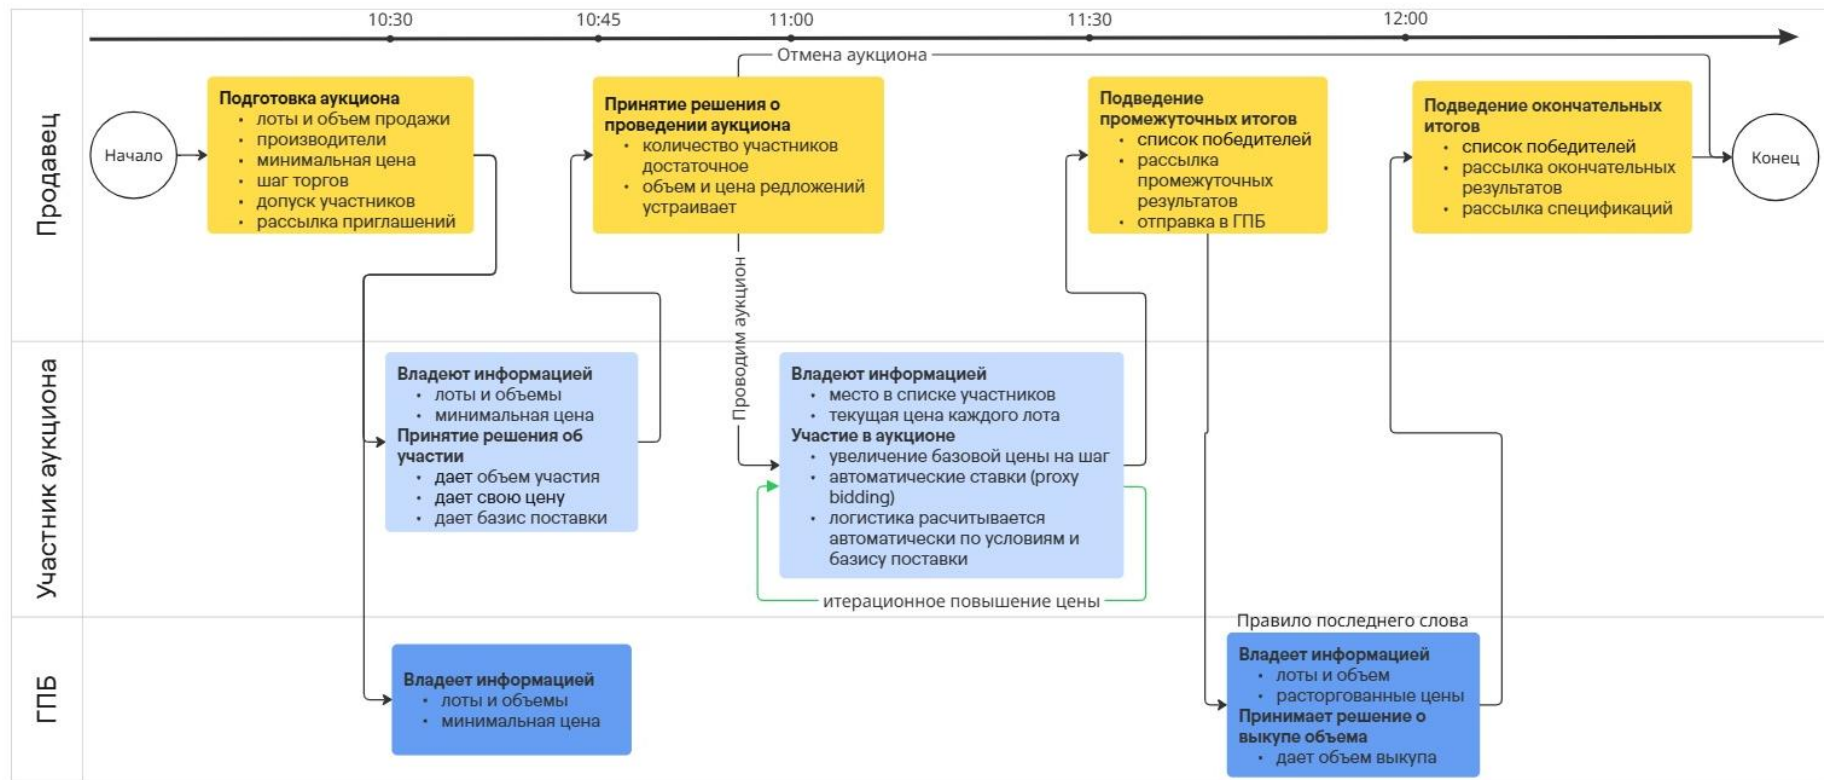 10:30
10:45
11:00
11:30
12:00
Отмена аукциона
Продавец
Начало
Подготовка аукциона
• лоты и объем продажи
• производители
• минимальная цена
• шаг торгов
• допуск участников
• рассылка приглашений
Принятие решения о
проведении аукциона
• количество участников
достаточное
• объем и цена редложений
устраивает
Подведение
промежуточных итогов
• список победителей
• рассылка
промежуточных
результатов
• отправка в ГПБ
Подведение окончательных
итогов
• список победителей
• рассылка окончательных
результатов
• рассылка спецификаций
Конец
Проводим аукцион
Участник аукциона
Владеют информацией
• лоты и объемы
• минимальная цена
Принятие решения об
участии
• дает объем участия
• дает свою цену
• дает базис поставки
Владеют информацией
• место в списке участников
• текущая цена каждого лота
Участие в аукционе
• увеличение базовой цены на шаг
• автоматические ставки (proxy
bidding)
• логистика расчитывается
автоматически по условиям и
базису поставки
итерационное повышение цены
ГПБ
Владеет информацией
• лоты и объемы
• минимальная цена
Правило последнего слова
Владеет информацией
• лоты и объем
• расторгованные цены
Принимает решение о
выкупе объема
• дает объем выкупа